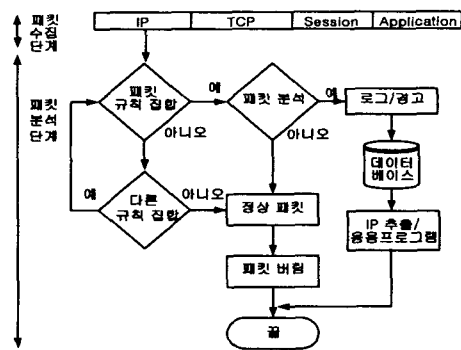 패킷
수집
단계
IP TCP Session Application
패킷
분석
단계
패킷
규칙 집합
예
패킷 분석
예
로그/경고
아니오
아니오
데이터
베이스
예
다른
규칙 집합
아니오
정상 패킷
IP 추출/
응용프로그램
패킷 버림
끝